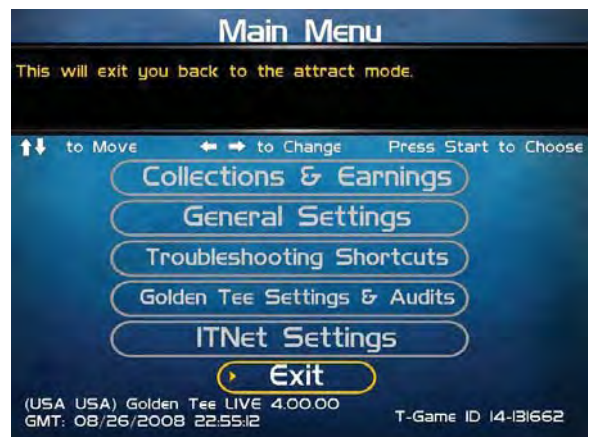 Main Menu
This will exit you back to the attract mode.
⬆⬇ to Move ⬅ ➡ to Change Press Start to Choose
Collections & Earnings
General Settings
Troubleshooting Shortcuts
Golden Tee Settings & Audits
ITNet Settings
Exit
(USA USA) Golden Tee LIVE 4.00.00
GMT: 08/26/2008 22:55:12 T-Game ID 14-131662